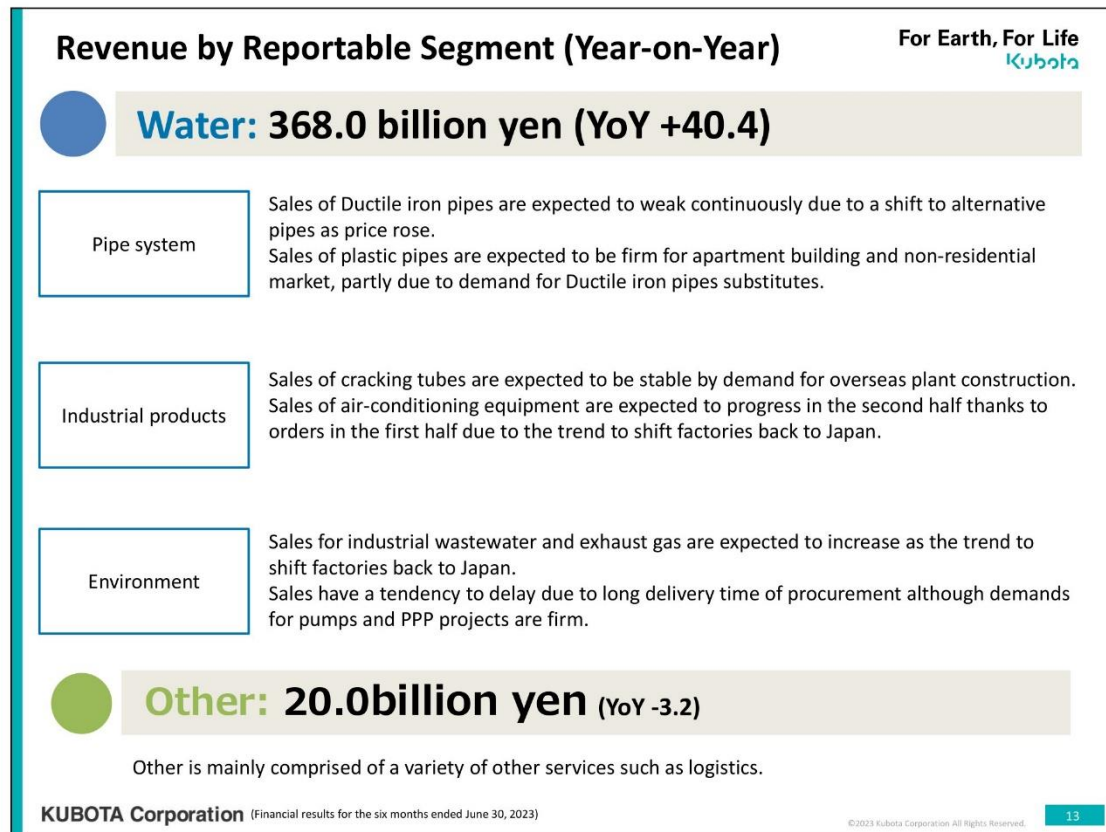 Revenue by Reportable Segment (Year-on-Year)
For Earth, For Life
Kubota
Water: 368.0 billion yen (YoY +40.4)
Pipe system
Sales of Ductile iron pipes are expected to weak continuously due to a shift to alternative
pipes as price rose.
Sales of plastic pipes are expected to be firm for apartment building and non-residential
market, partly due to demand for Ductile iron pipes substitutes.
Industrial products
Sales of cracking tubes are expected to be stable by demand for overseas plant construction.
Sales of air-conditioning equipment are expected to progress in the second half thanks to
orders in the first half due to the trend to shift factories back to Japan.
Environment
Sales for industrial wastewater and exhaust gas are expected to increase as the trend to
shift factories back to Japan.
Sales have a tendency to delay due to long delivery time of procurement although demands
for pumps and PPP projects are firm.
Other: 20.0billion yen (YoY -3.2)
Other is mainly comprised of a variety of other services such as logistics.
KUBOTA Corporation (Financial results for the six months ended June 30, 2023)
©2023 Kubota Corporation All Rights Reserved.
13